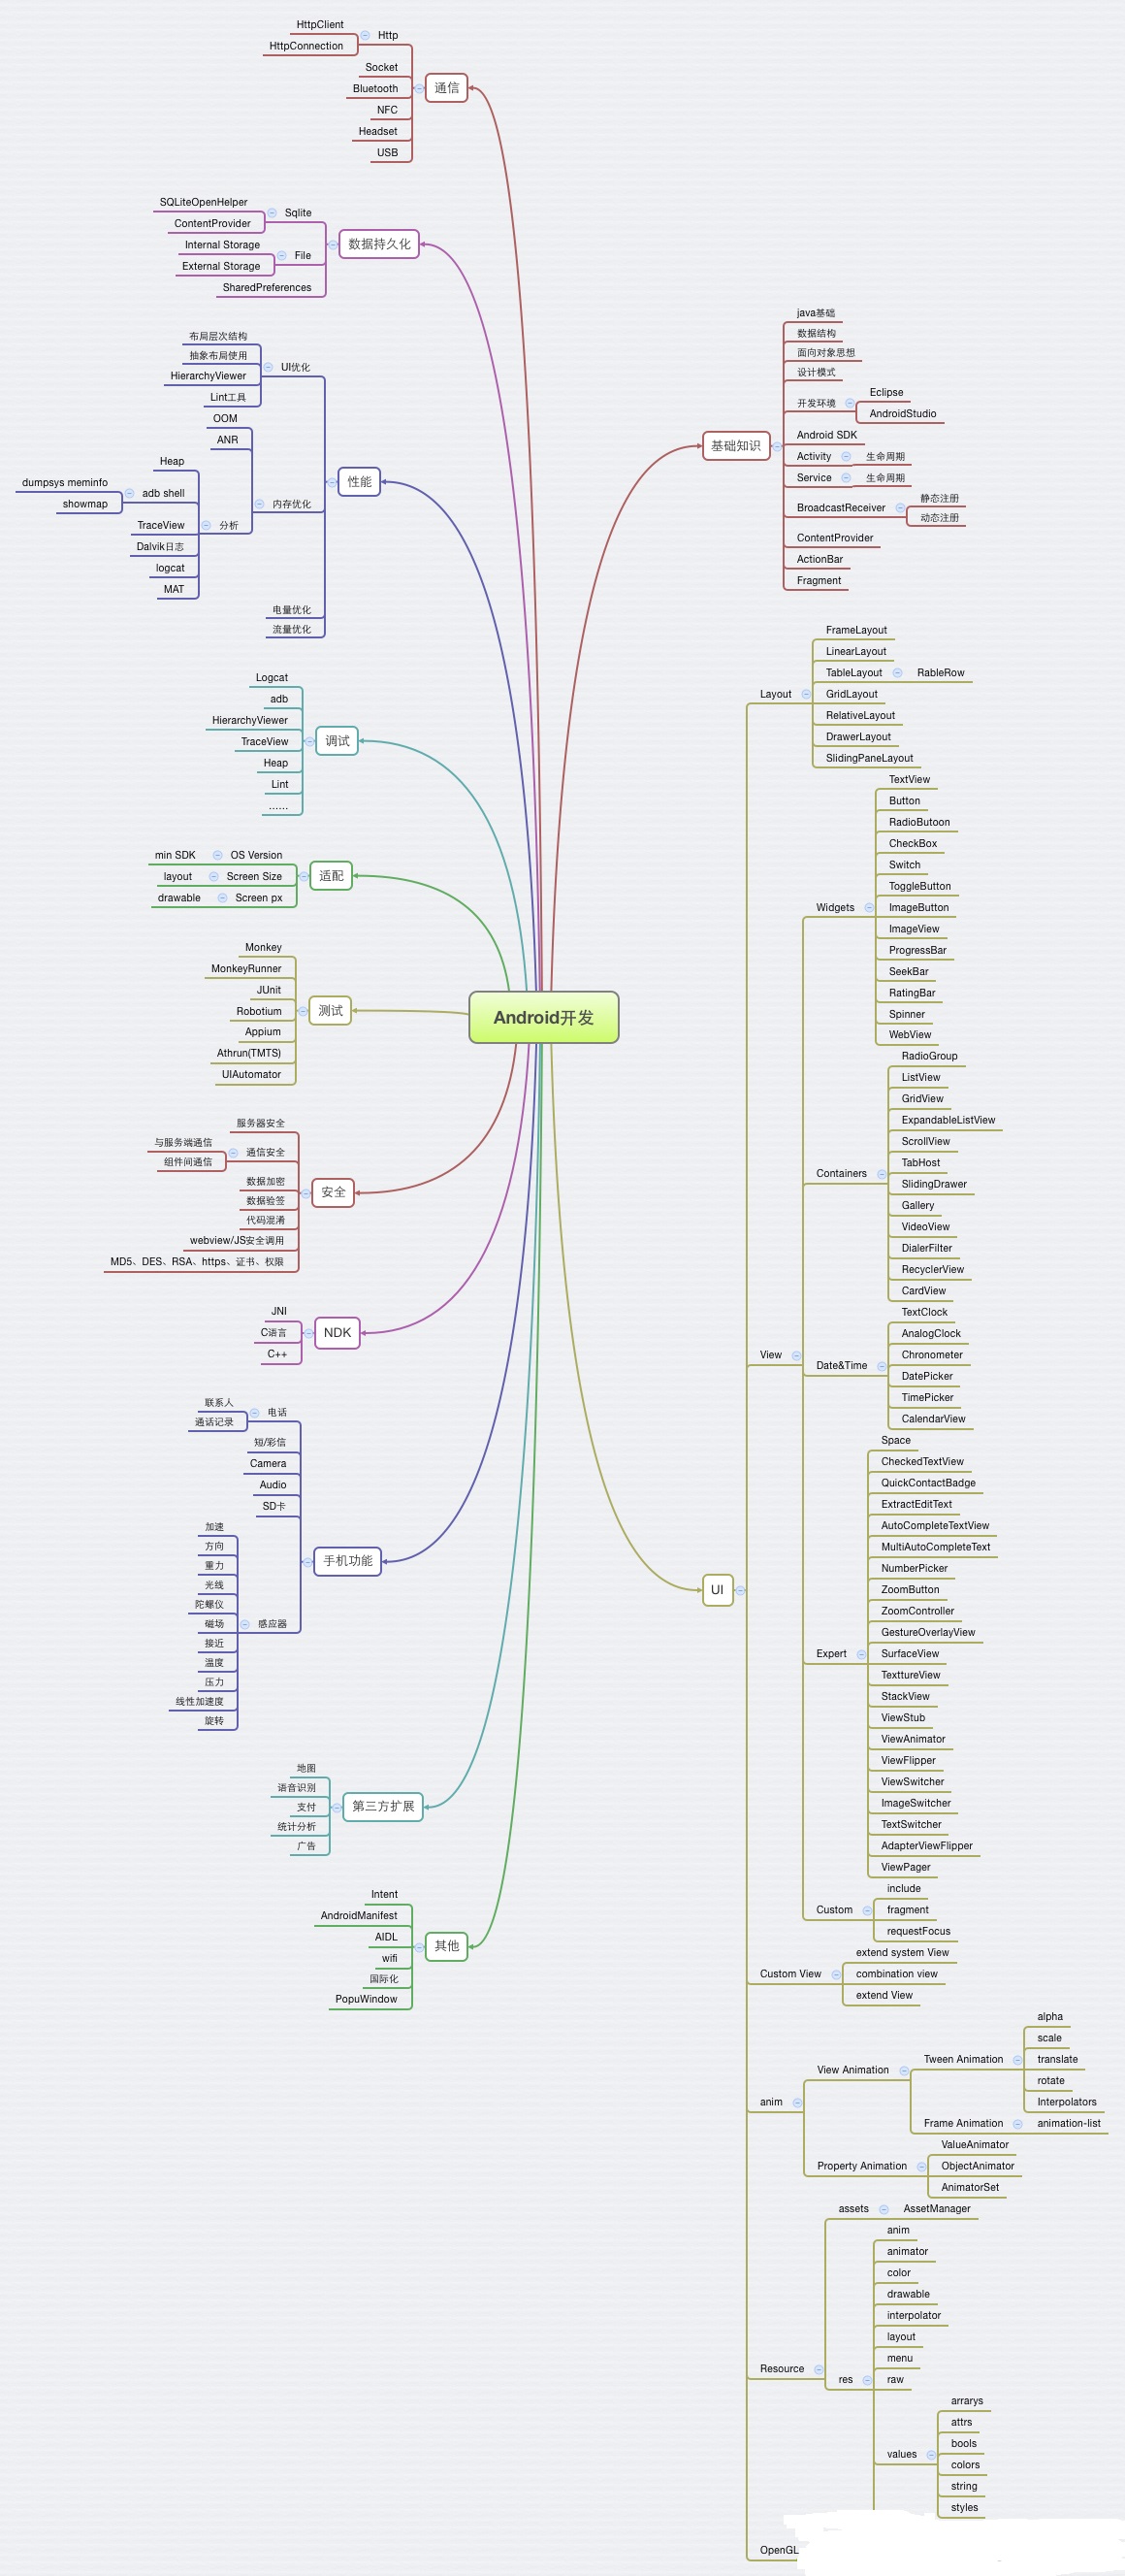 Android开发
通信
Http
HttpClient
HttpConnection
Socket
Bluetooth
NFC
Headset
USB
数据持久化
Sqlite
SQLiteOpenHelper
ContentProvider
File
Internal Storage
External Storage
SharedPreferences
性能
UI优化
布局层次结构
抽象布局使用
HierarchyViewer
Lint工具
内存优化
OOM
ANR
分析
Heap
adb shell
dumpsys meminfo
showmap
TraceView
Dalvik日志
logcat
MAT
电量优化
流量优化
调试
Logcat
adb
HierarchyViewer
TraceView
Heap
Lint
……
适配
OS Version
min SDK
Screen Size
layout
Screen px
drawable
测试
Monkey
MonkeyRunner
JUnit
Robotium
Appium
Athrun(TMTS)
UIAutomator
安全
服务器安全
通信安全
与服务端通信
组件间通信
数据加密
数据验签
代码混淆
webview/JS安全调用
MD5、DES、RSA、https、证书、权限
NDK
JNI
C语言
C++
手机功能
电话
联系人
通话记录
短/彩信
Camera
Audio
SD卡
感应器
加速
方向
重力
光线
陀螺仪
磁场
接近
温度
压力
线性加速度
旋转
第三方扩展
地图
语音识别
支付
统计分析
广告
其他
Intent
AndroidManifest
AIDL
wifi
国际化
PopuWindow
基础知识
java基础
数据结构
面向对象思想
设计模式
开发环境
Eclipse
AndroidStudio
Android SDK
Activity
生命周期
Service
生命周期
BroadcastReceiver
静态注册
动态注册
ContentProvider
ActionBar
Fragment
UI
Layout
FrameLayout
LinearLayout
TableLayout
RableRow
GridLayout
RelativeLayout
DrawerLayout
SlidingPaneLayout
View
Widgets
TextView
Button
RadioButoon
CheckBox
Switch
ToggleButton
ImageButton
ImageView
ProgressBar
SeekBar
RatingBar
Spinner
WebView
Containers
RadioGroup
ListView
GridView
ExpandableListView
ScrollView
TabHost
SlidingDrawer
Gallery
VideoView
DialerFilter
RecyclerView
CardView
Date&Time
TextClock
AnalogClock
Chronometer
DatePicker
TimePicker
CalendarView
Expert
Space
CheckedTextView
QuickContactBadge
ExtractEditText
AutoCompleteTextView
MultiAutoCompleteText
NumberPicker
ZoomButton
ZoomController
GestureOverlayView
SurfaceView
TexttureView
StackView
ViewStub
ViewAnimator
ViewFlipper
ViewSwitcher
ImageSwitcher
TextSwitcher
AdapterViewFlipper
ViewPager
Custom
include
fragment
requestFocus
Custom View
extend system View
combination view
extend View
anim
View Animation
Tween Animation
alpha
scale
translate
rotate
Interpolators
Frame Animation
animation-list
Property Animation
ValueAnimator
ObjectAnimator
AnimatorSet
Resource
assets
AssetManager
res
anim
animator
color
drawable
interpolator
layout
menu
raw
values
arrarys
attrs
bools
colors
string
styles
OpenGL